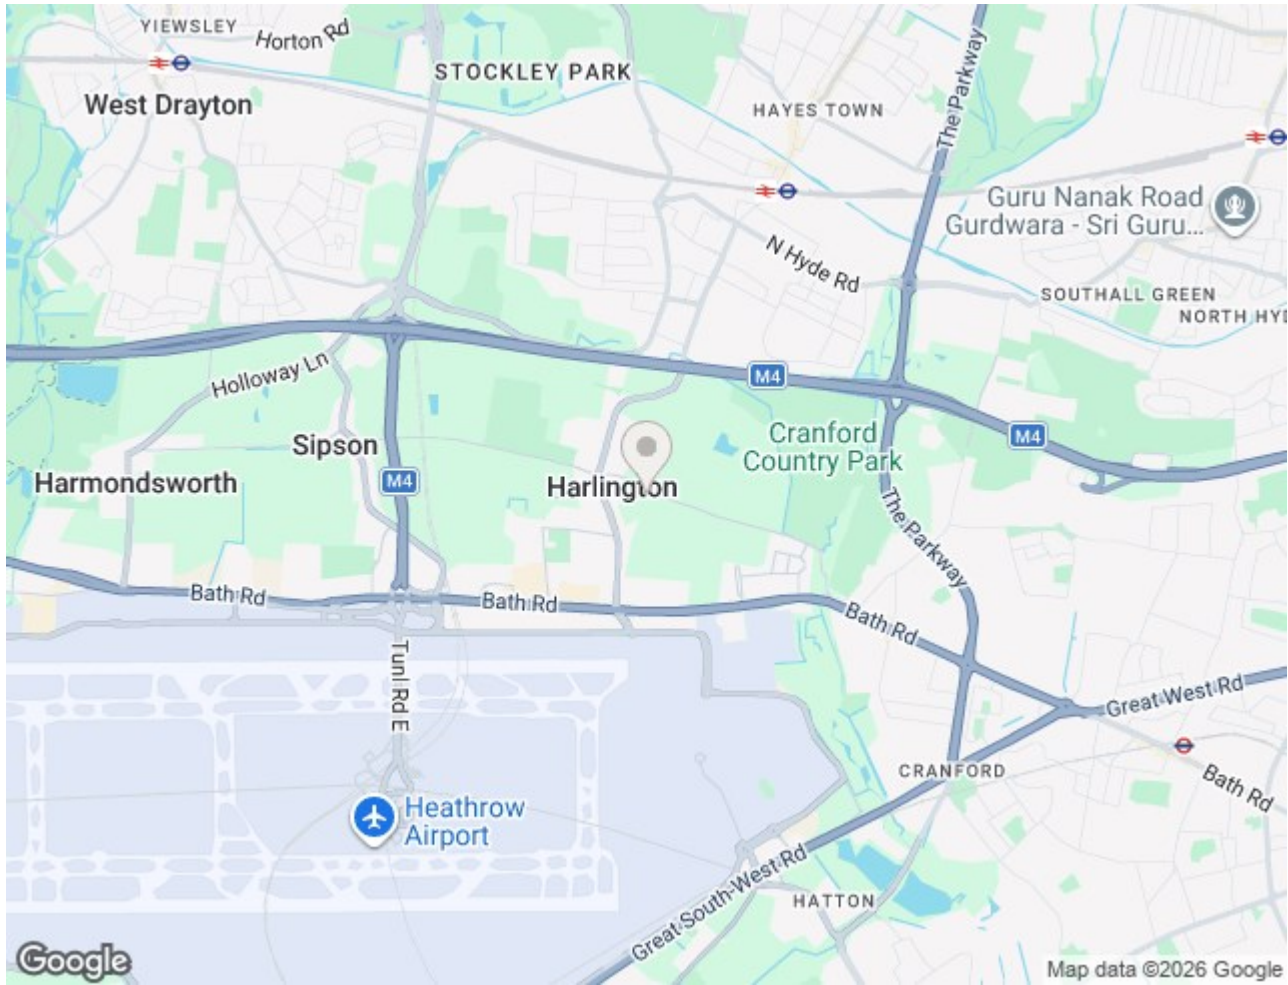 YIEWSLEY
Horton Rd
STOCKLEY PARK
West Drayton
HAYES TOWN
The Parkway
Guru Nanak Road
Gurdwara - Sri Guru...
N Hyde Rd
SOUTHALL GREEN
NORTH HYD
Holloway Ln
M4
Cranford
Country Park
M4
Sipson
Harmondsworth
M4
Harlington
The Parkway
Bath Rd
Bath Rd
Bath Rd
Tunl Rd E
Great West Rd
CRANFORD
Bath Rd
Heathrow
Airport
Great South-West Rd
HATTON
Google
Map data ©2026 Google